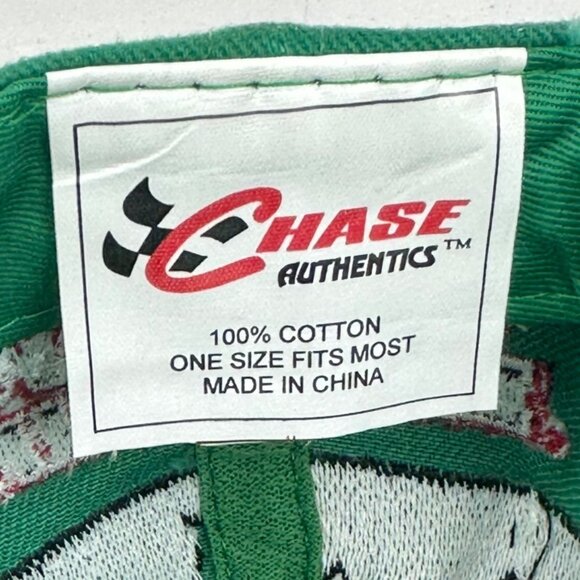 CHASE
AUTHENTICS™
100% COTTON
ONE SIZE FITS MOST
MADE IN CHINA